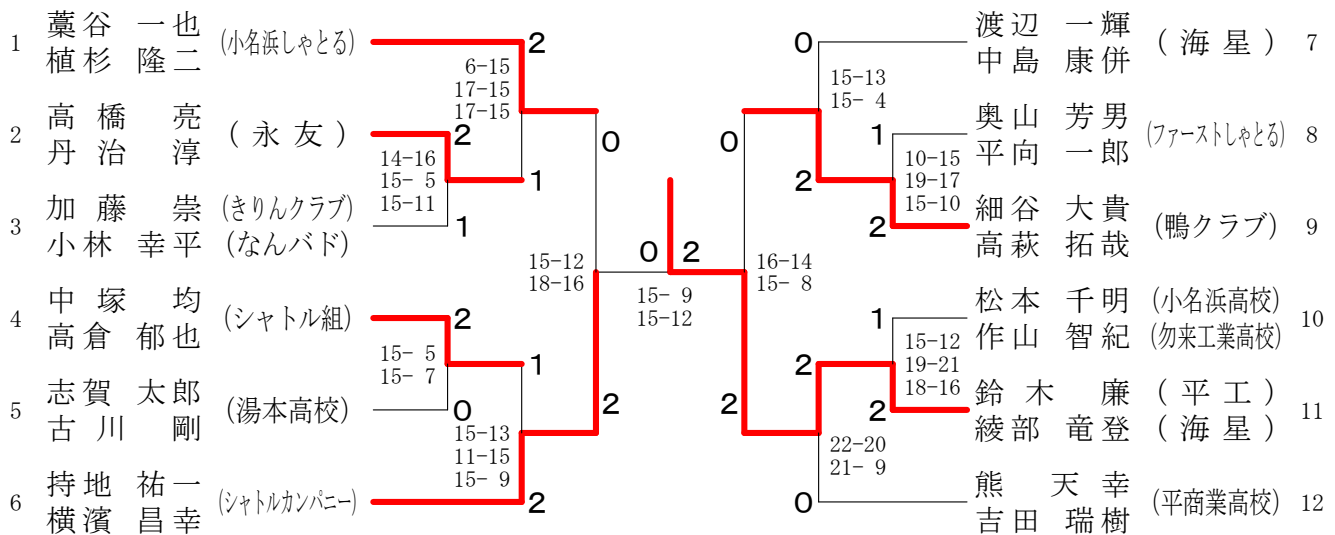 1 藁谷 一也 (小名浜しゃとる)
植杉 隆二
2
6-15
17-15
17-15
2 高橋 亮 (永友)
丹治 淳
2
14-16
15- 5
15-11
1
3 加藤 崇 (きりんクラブ)
小林 幸平 (なんバド)
1
0
15-12
18-16
4 中塚 均 (シャトル組)
高倉 郁也
2
15- 5
15- 7
1
5 志賀 太郎 (湯本高校)
古川 剛
0
15-13
11-15
15- 9
2
6 持地 祐一 (シャトルカンパニー)
横濱 昌幸
2
0 2
15- 9
15-12
0 渡辺 一輝 (海星) 7
中島 康併
15-13
15- 4
0
1 奥山 芳男 (ファーストしゃとる) 8
平向 一郎
10-15
19-17
15-10
2
2 細谷 大貴 (鴨クラブ) 9
高萩 拓哉
16-14
15- 8
1 松本 千明 (小名浜高校) 10
作山 智紀 (勿来工業高校)
15-12
19-21
18-16
2
2 鈴木 廉 (平工) 11
綾部 竜登 (海星)
2
22-20
21- 9
0 熊 天幸 (平商業高校) 12
吉田 瑞樹